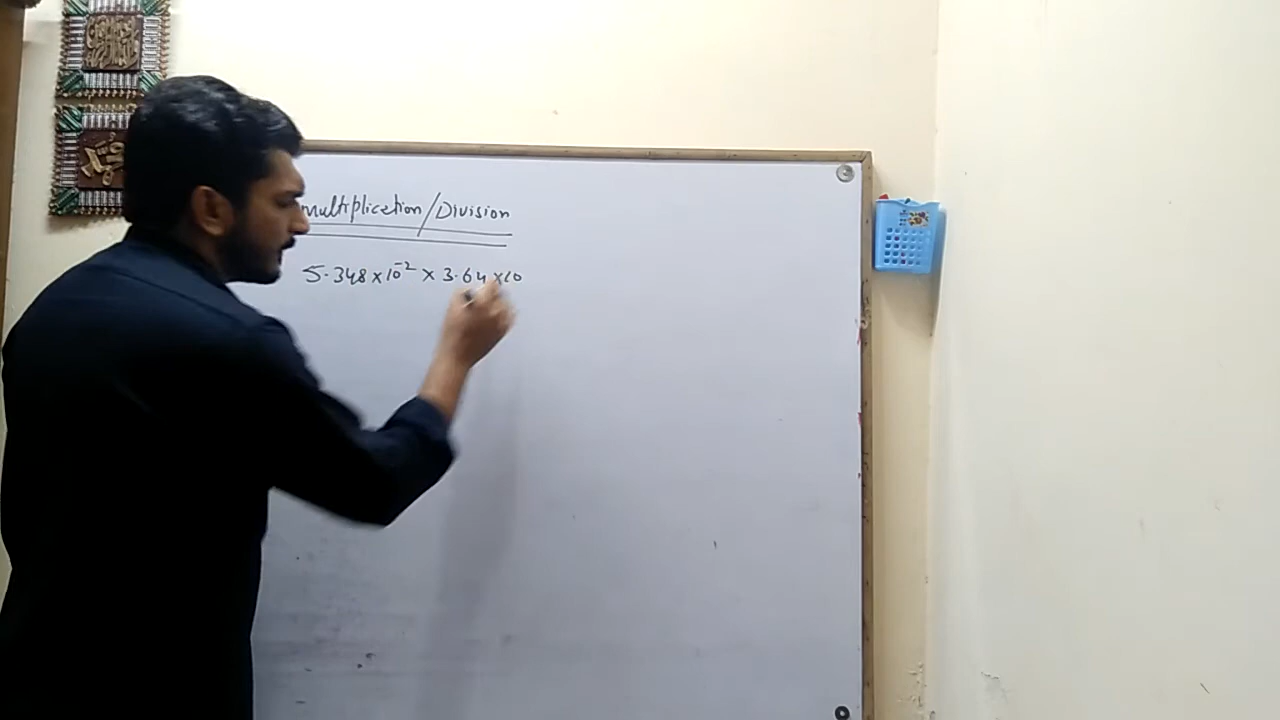 multiplication/Division
5.348 x 10⁻² x 3.64 x 10